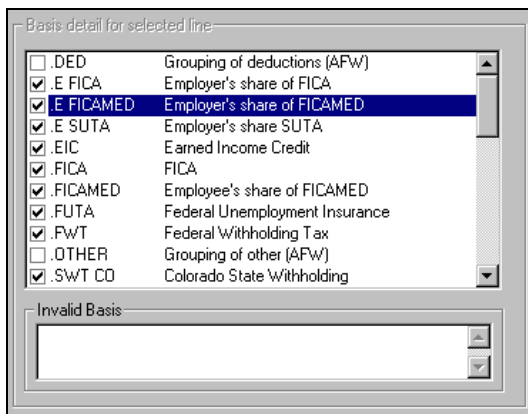 Basis detail for selected line
.DED Grouping of deductions (AFW)
.E FICA Employer's share of FICA
.E FICAMED Employer's share of FICAMED
.E SUTA Employer's share SUTA
.EIC Earned Income Credit
.FICA FICA
.FICAMED Employee's share of FICAMED
.FUTA Federal Unemployment Insurance
.FWT Federal Withholding Tax
.OTHER Grouping of other (AFW)
.SWT CO Colorado State Withholding
Invalid Basis